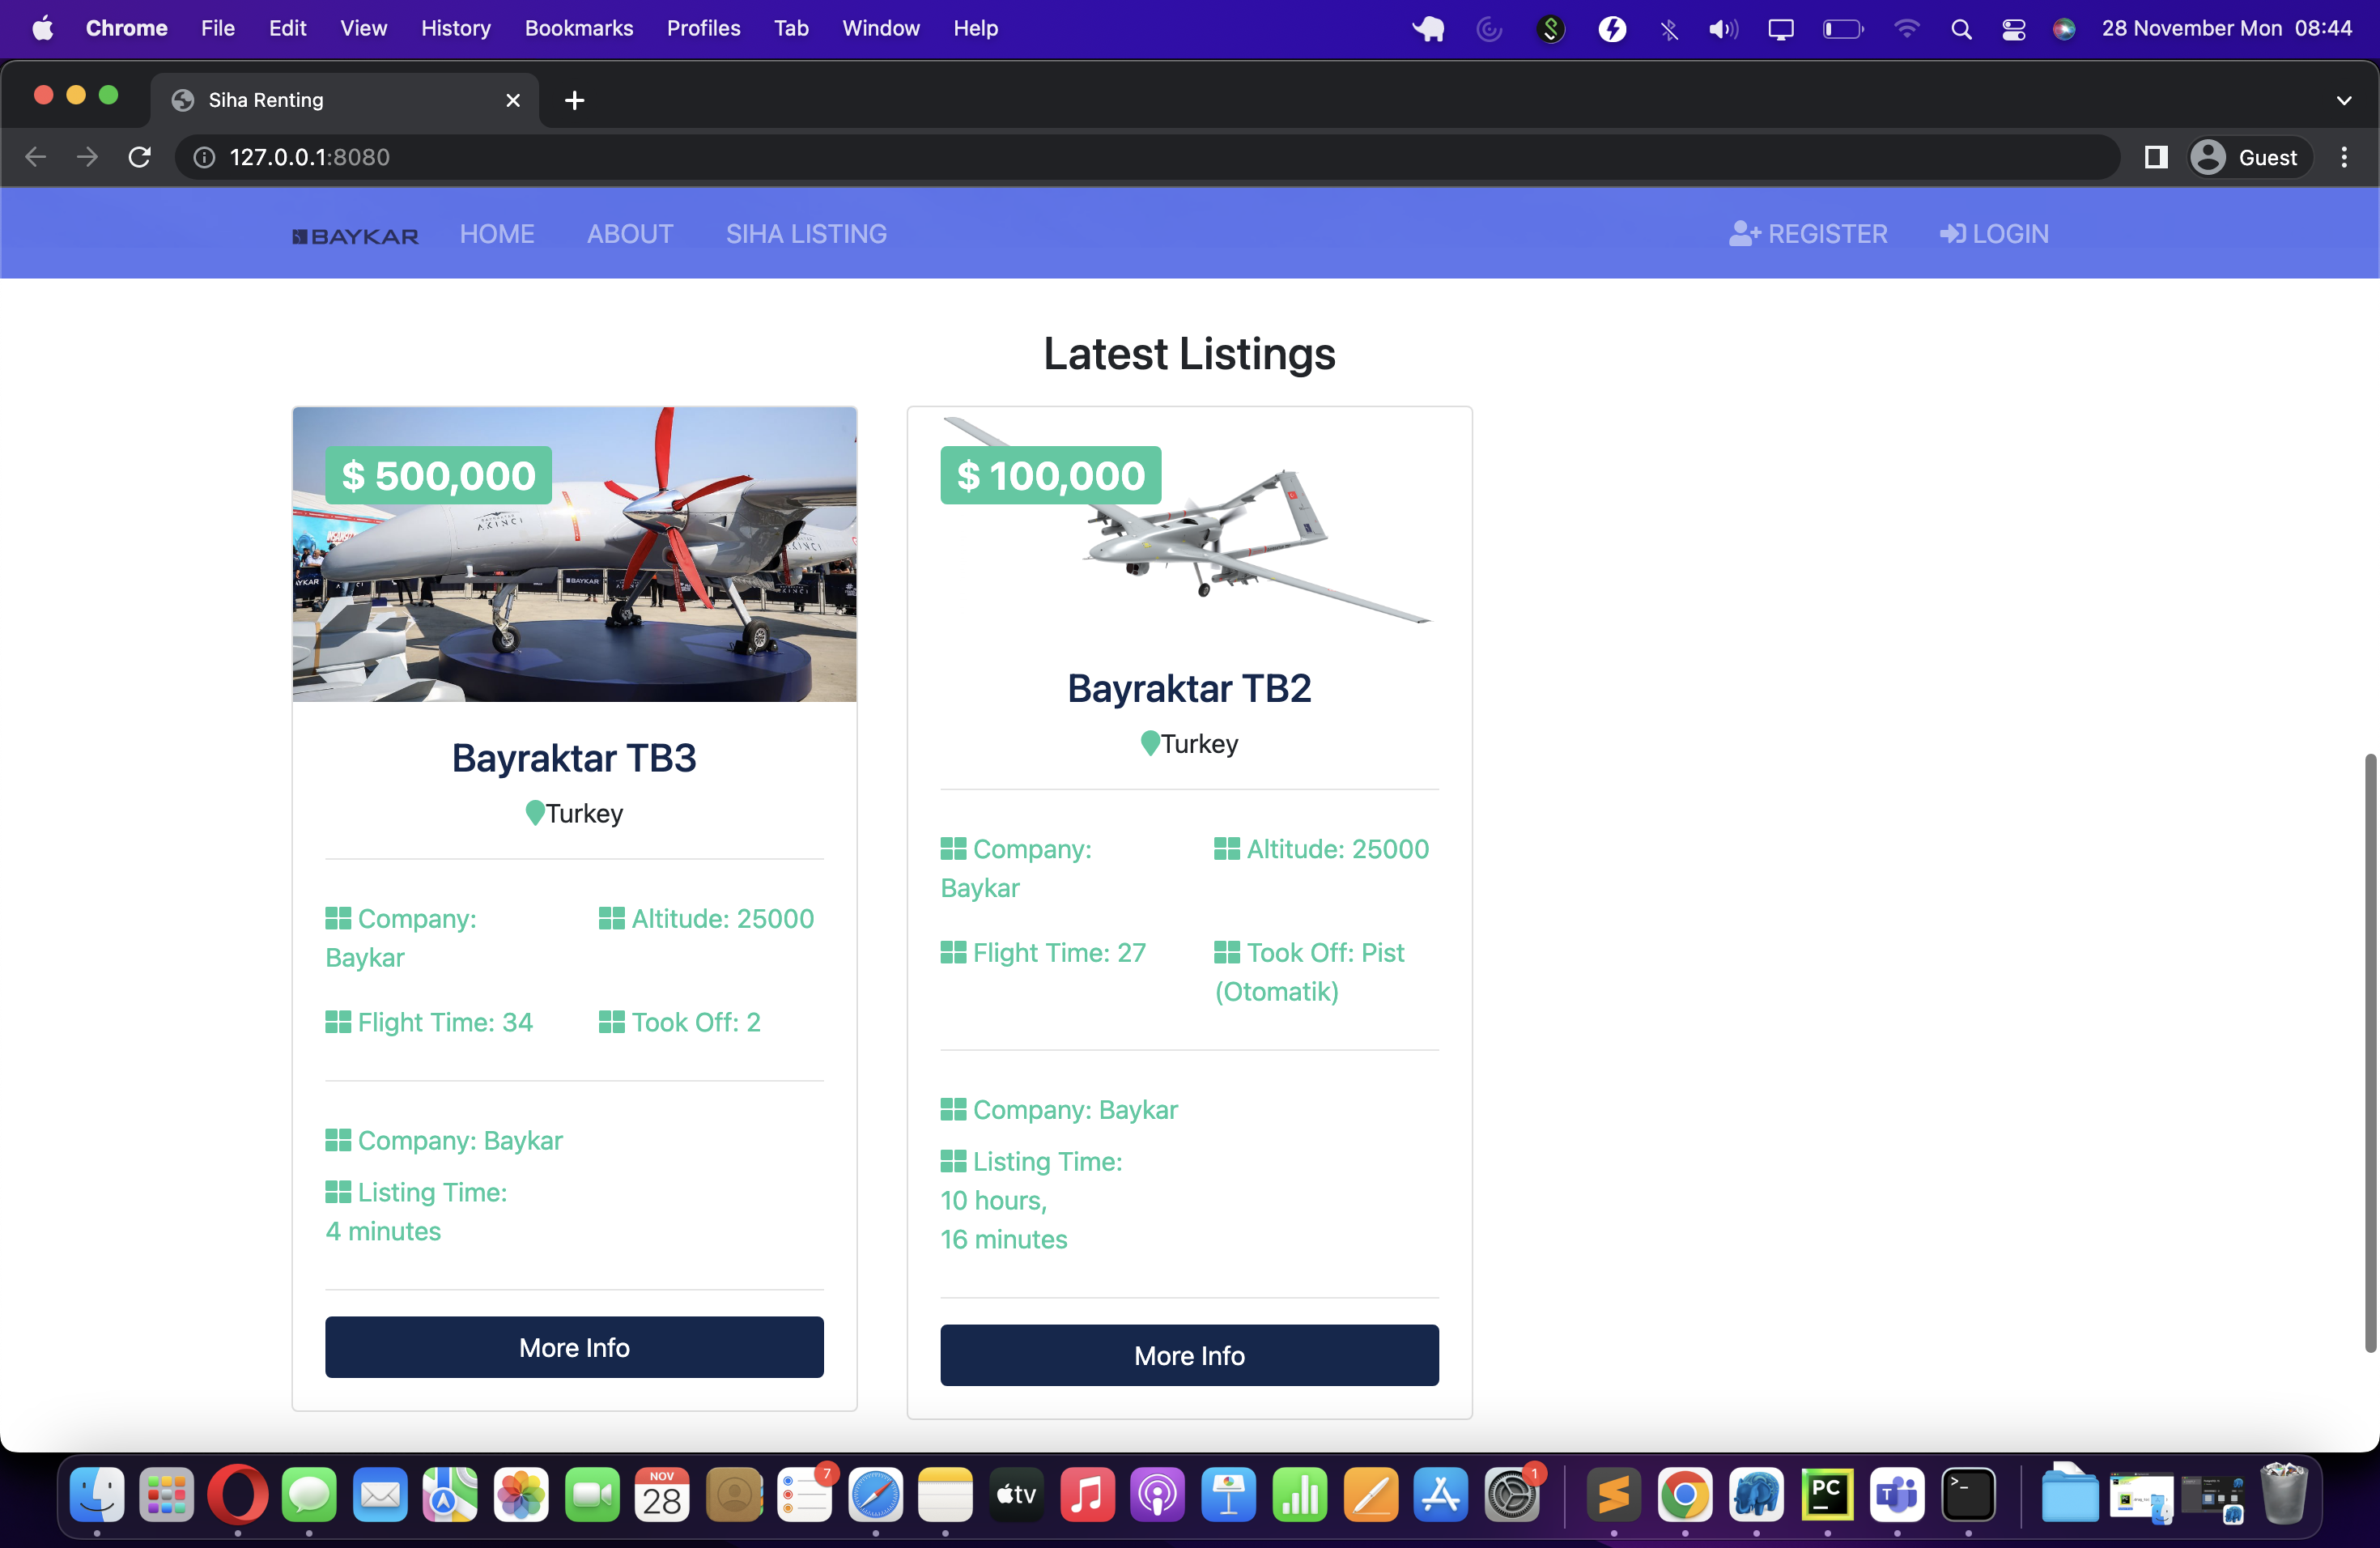 Chrome File Edit View History Bookmarks Profiles Tab Window Help
28 November Mon 08:44
Siha Renting
127.0.0.1:8080
Guest
BAYKAR HOME ABOUT SIHA LISTING
REGISTER LOGIN
Latest Listings
$ 500,000
AKINCI
BAYKAR
Bayraktar TB3
Turkey
Company:
Baykar
Altitude: 25000
Flight Time: 34
Took Off: 2
Company: Baykar
Listing Time:
4 minutes
More Info
$ 100,000
Bayraktar TB2
Turkey
Company:
Baykar
Altitude: 25000
Flight Time: 27
Took Off: Pist
(Otomatik)
Company: Baykar
Listing Time:
10 hours,
16 minutes
More Info
NOV
28
7
tv
1
PC
T
>_